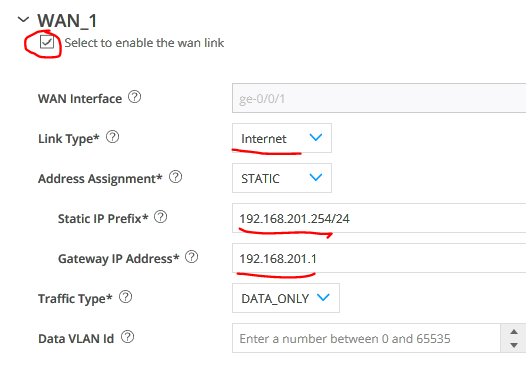 WAN_1
Select to enable the wan link
WAN Interface ge-0/0/1
Link Type* Internet
Address Assignment* STATIC
Static IP Prefix* 192.168.201.254/24
Gateway IP Address* 192.168.201.1
Traffic Type* DATA_ONLY
Data VLAN Id Enter a number between 0 and 65535